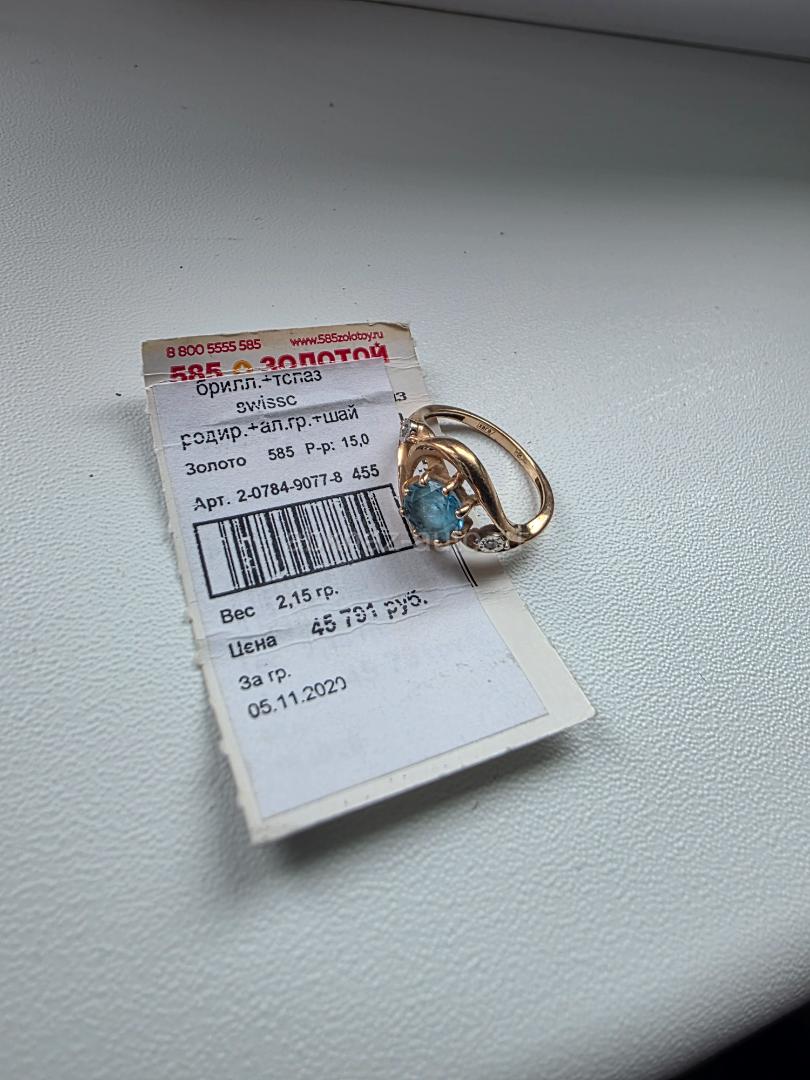 8 800 5555 585 www.585zolotoy.ru
585 ЗОЛОТОЙ
брилл.+топаз
swissc
родир.+ал.гр.+шай
Золото 585 Р-р: 15,0
Арт. 2-0784-9077-8 455
Вес 2,15 гр.
Цена 45 791 руб.
За гр.
05.11.2020